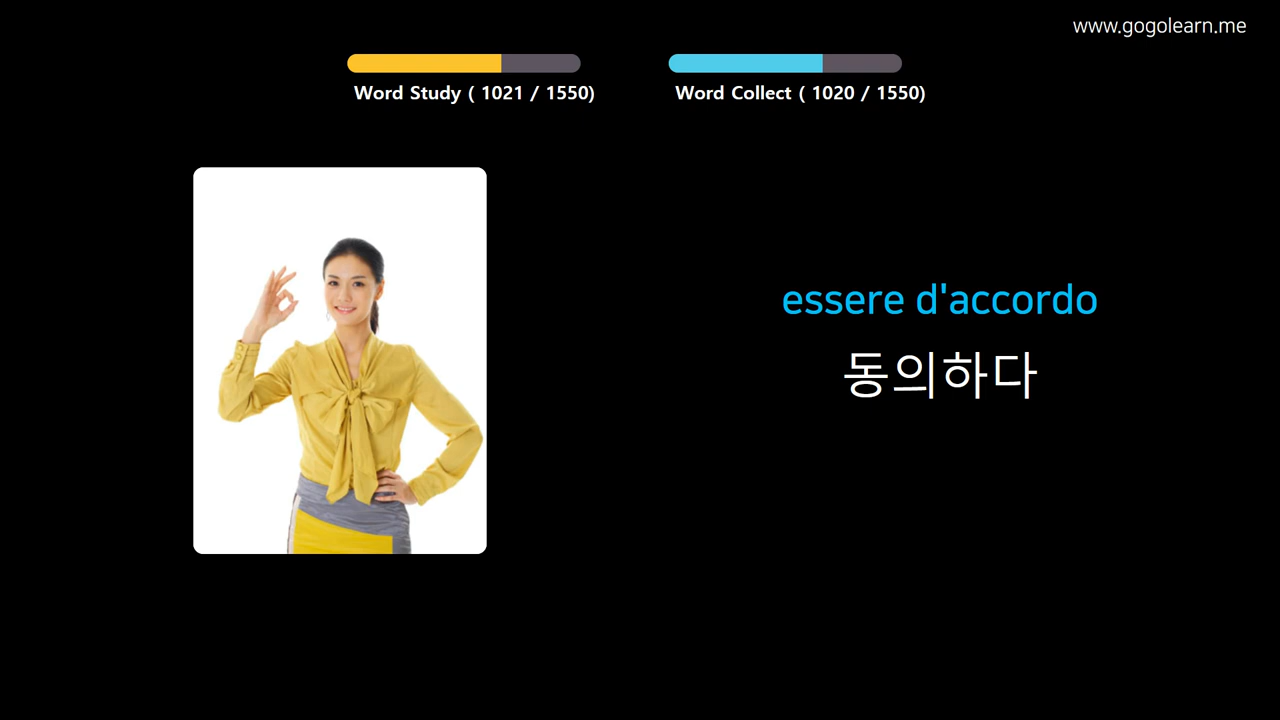 www.gogolearn.me
Word Study ( 1021 / 1550)
Word Collect ( 1020 / 1550)
essere d'accordo
동의하다